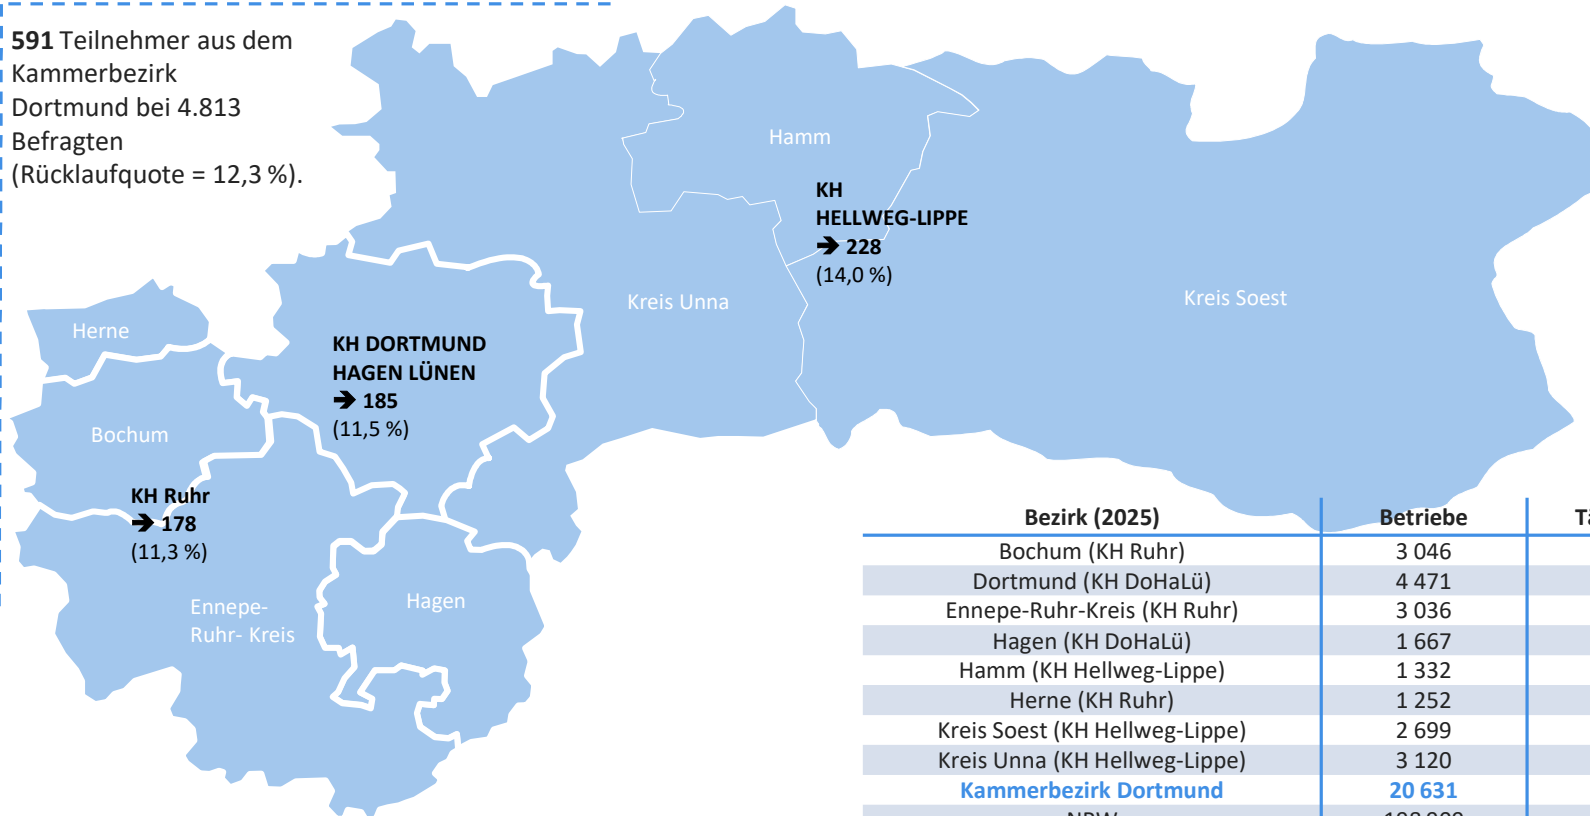 591 Teilnehmer aus dem
Kammerbezirk
Dortmund bei 4.813
Befragten
(Rücklaufquote = 12,3 %).
Hamm
KH
HELLWEG-LIPPE
➔ 228
(14,0 %)
Kreis Unna
Kreis Soest
Herne
KH DORTMUND
HAGEN LÜNEN
➔ 185
(11,5 %)
Bochum
KH Ruhr
➔ 178
(11,3 %)
Ennepe-
Ruhr- Kreis
Hagen
Bezirk (2025) Betriebe
Bochum (KH Ruhr) 3 046
Dortmund (KH DoHaLü) 4 471
Ennepe-Ruhr-Kreis (KH Ruhr) 3 036
Hagen (KH DoHaLü) 1 667
Hamm (KH Hellweg-Lippe) 1 332
Herne (KH Ruhr) 1 252
Kreis Soest (KH Hellweg-Lippe) 2 699
Kreis Unna (KH Hellweg-Lippe) 3 120
Kammerbezirk Dortmund 20 631
NRW